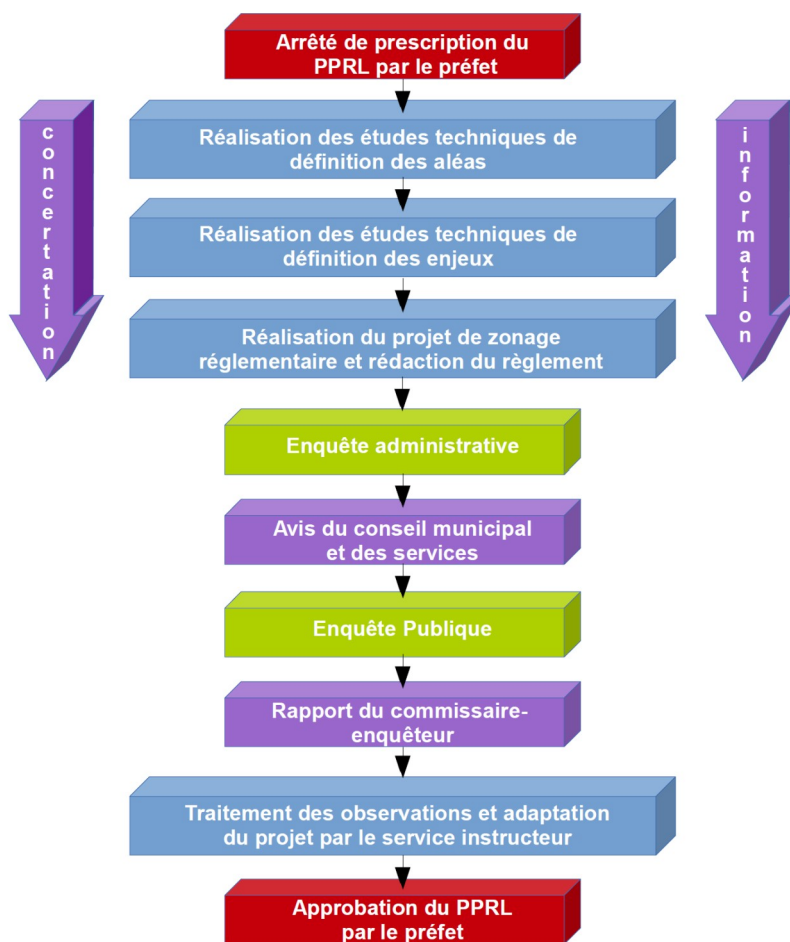 Arrêté de prescription du
PPRL par le préfet
concertation
information
Réalisation des études techniques de
définition des aléas
Réalisation des études techniques de
définition des enjeux
Réalisation du projet de zonage
réglementaire et rédaction du règlement
Enquête administrative
Avis du conseil municipal
et des services
Enquête Publique
Rapport du commissaire-
enquêteur
Traitement des observations et adaptation
du projet par le service instructeur
Approbation du PPRL
par le préfet